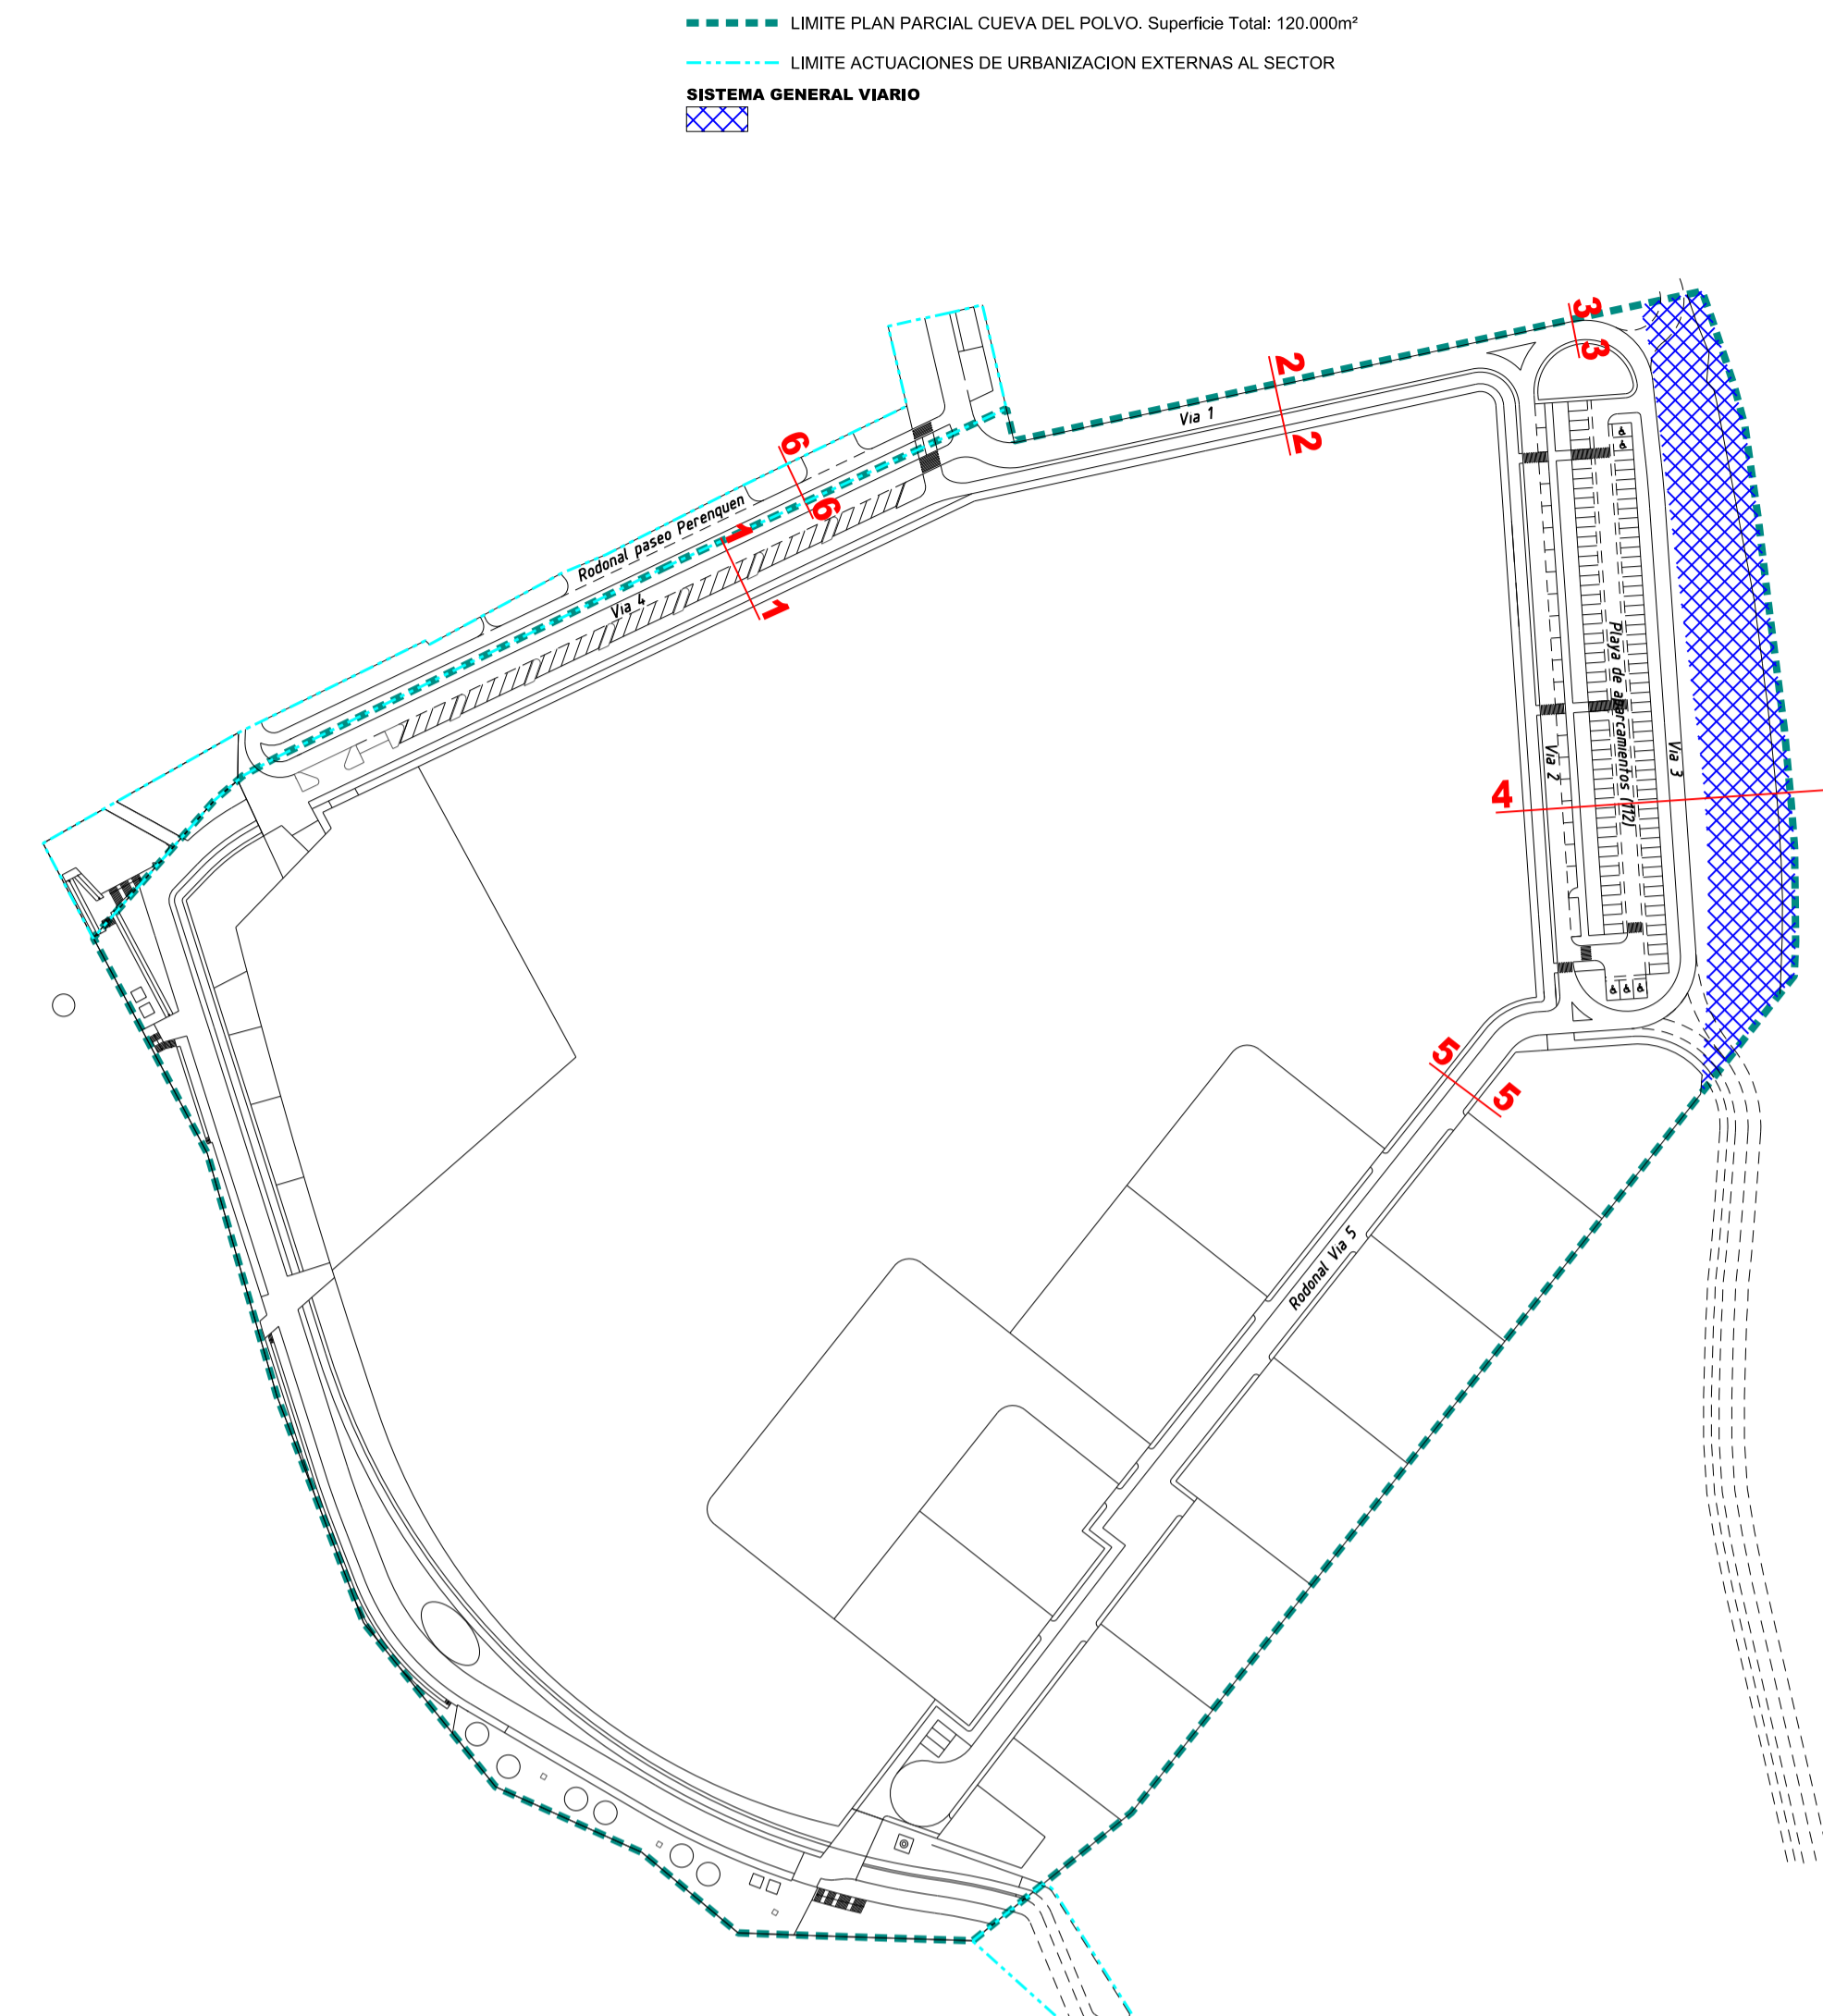 LIMITE PLAN PARCIAL CUEVA DEL POLVO. Superficie Total: 120.000m²
LIMITE ACTUACIONES DE URBANIZACION EXTERNAS AL SECTOR
SISTEMA GENERAL VIARIO
3
3
2
2
Via 1
6
6
Rodonal paseo Perenquen
1
1
Via 4
Playa de aparcamientos (112)
Via 2
Via 3
4
5
5
Rodonal Via 5